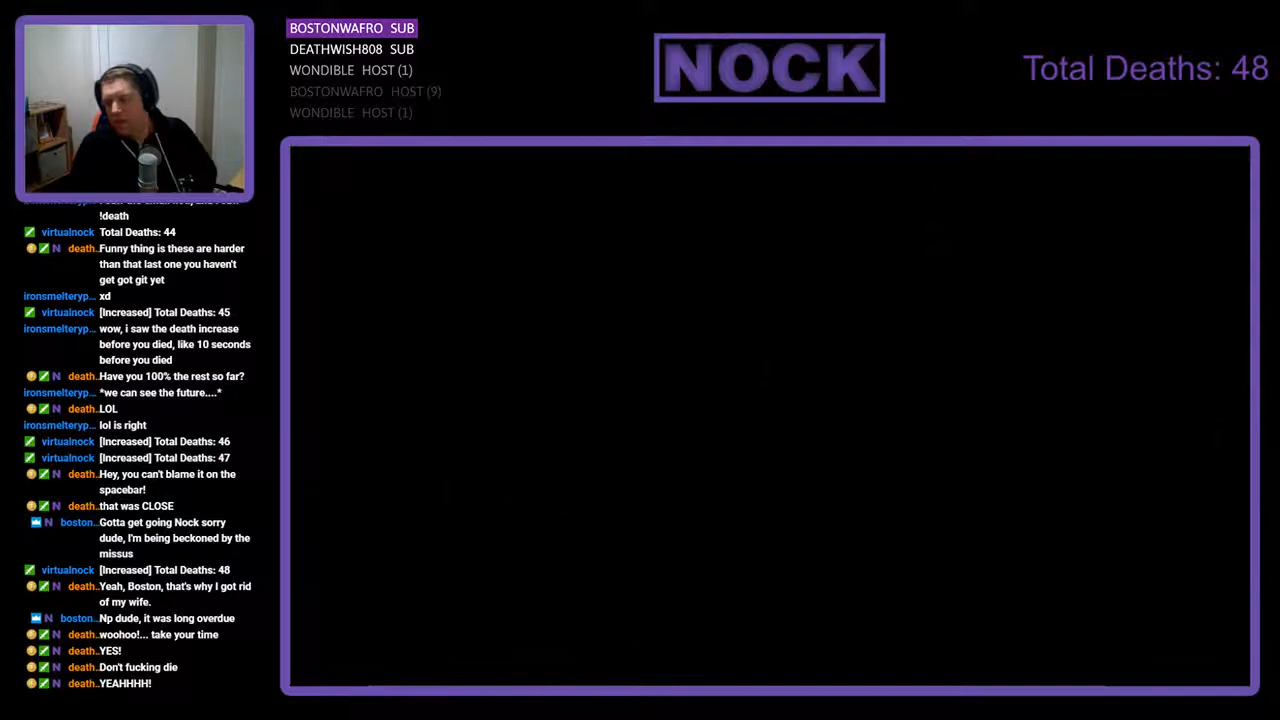 BOSTONWAFRO SUB
DEATHWISH808 SUB
WONDIBLE HOST (1)
BOSTONWAFRO HOST (9)
WONDIBLE HOST (1)
NOCK
Total Deaths: 48
!death
virtualnock Total Deaths: 44
N death.. Funny thing is these are harder
than that last one you haven't
get got git yet
ironsmelteryp... xd
virtualnock [Increased] Total Deaths: 45
ironsmelteryp... wow, i saw the death increase
before you died, like 10 seconds
before you died
N death.. Have you 100% the rest so far?
ironsmelteryp... *we can see the future....*
N death.. LOL
ironsmelteryp... lol is right
virtualnock [Increased] Total Deaths: 46
virtualnock [Increased] Total Deaths: 47
N death.. Hey, you can't blame it on the
spacebar!
N death.. that was CLOSE
N boston... Gotta get going Nock sorry
dude, I'm being beckoned by the
missus
virtualnock [Increased] Total Deaths: 48
N death.. Yeah, Boston, that's why I got rid
of my wife.
N boston... Np dude, it was long overdue
N death.. woohoo!... take your time
N death.. YES!
N death.. Don't fucking die
N death.. YEAHHHH!